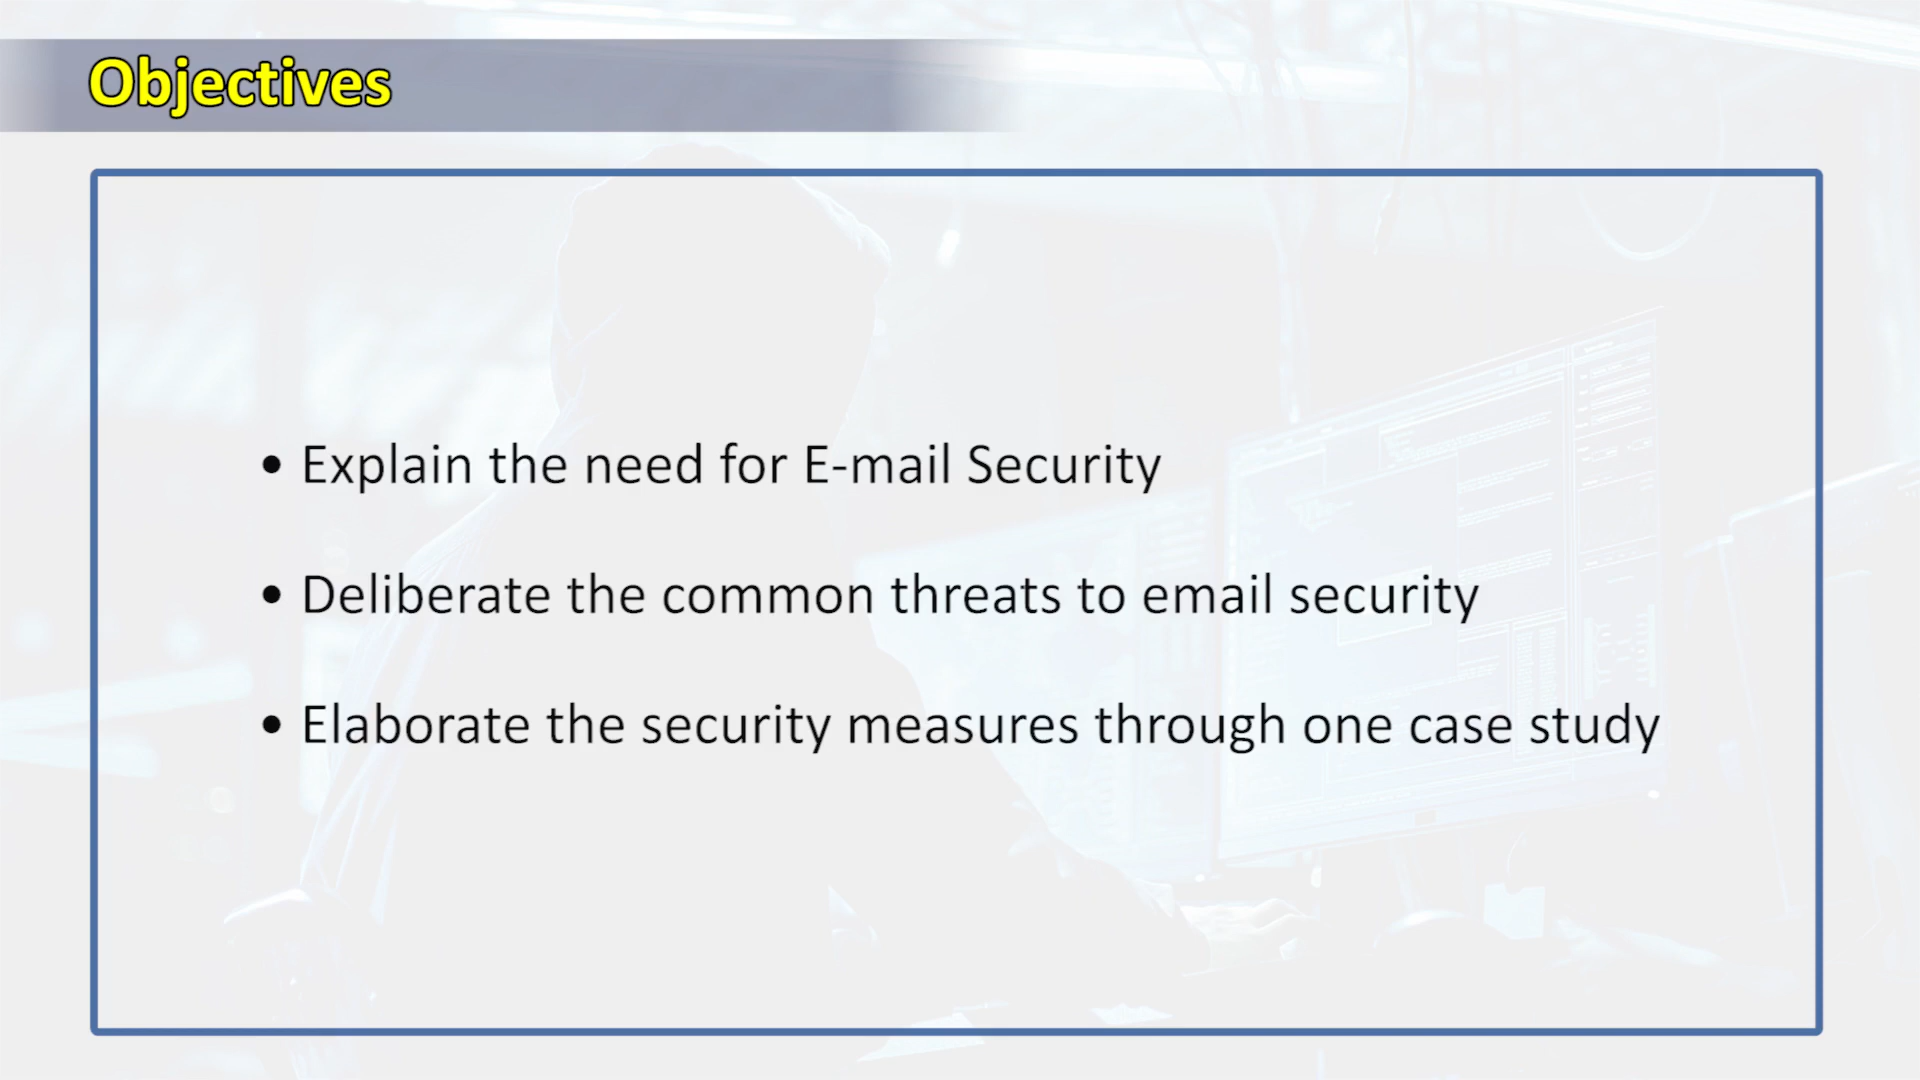 Objectives
• Explain the need for E-mail Security
• Deliberate the common threats to email security
• Elaborate the security measures through one case study